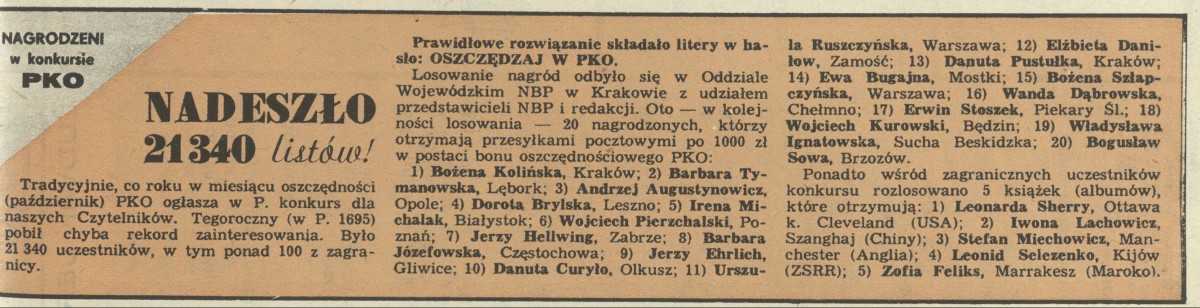 NAGRODZENI
w konkursie
PKO
NADESZŁO
21 340 listów!
Tradycyjnie, co roku w miesiącu oszczędności
(październik) PKO ogłasza w P. konkurs dla
naszych Czytelników. Tegoroczny (w P. 1695)
pobił chyba rekord zainteresowania. Było
21 340 uczestników, w tym ponad 100 z zagra-
nicy.
Prawidłowe rozwiązanie składało litery w ha-
sło: OSZCZĘDZAJ W PKO.
Losowanie nagród odbyło się w Oddziale
Wojewódzkim NBP w Krakowie z udziałem
przedstawicieli NBP i redakcji. Oto — w kolej-
ności losowania — 20 nagrodzonych, którzy
otrzymają przesyłkami pocztowymi po 1000 zł
w postaci bonu oszczędnościowego PKO:
1) Bożena Kolińska, Kraków; 2) Barbara Ty-
manowska, Lębork; 3) Andrzej Augustynowicz,
Opole; 4) Dorota Brylska, Leszno; 5) Irena Mi-
chalak, Białystok; 6) Wojciech Pierzchalski, Po-
znań; 7) Jerzy Hellwing, Zabrze; 8) Barbara
Józefowska, Częstochowa; 9) Jerzy Ehrlich,
Gliwice; 10) Danuta Curyło, Olkusz; 11) Urszu-
la Ruszczyńska, Warszawa; 12) Elżbieta Dani-
łow, Zamość; 13) Danuta Pustułka, Kraków;
14) Ewa Bugajna, Mostki; 15) Bożena Szlap-
czyńska, Warszawa; 16) Wanda Dąbrowska,
Chełmno; 17) Erwin Stoszek, Piekary Śl.; 18)
Wojciech Kurowski, Będzin; 19) Władysława
Ignatowska, Sucha Beskidzka; 20) Bogusław
Sowa, Brzozów.
Ponadto wśród zagranicznych uczestników
konkursu rozlosowano 5 książek (albumów),
które otrzymują: 1) Leonarda Sherry, Ottawa
k. Cleveland (USA); 2) Iwona Lachowicz,
Szanghaj (Chiny); 3) Stefan Miechowicz, Man-
chester (Anglia); 4) Leonid Selezenko, Kijów
(ZSRR); 5) Zofia Feliks, Marrakesz (Maroko).